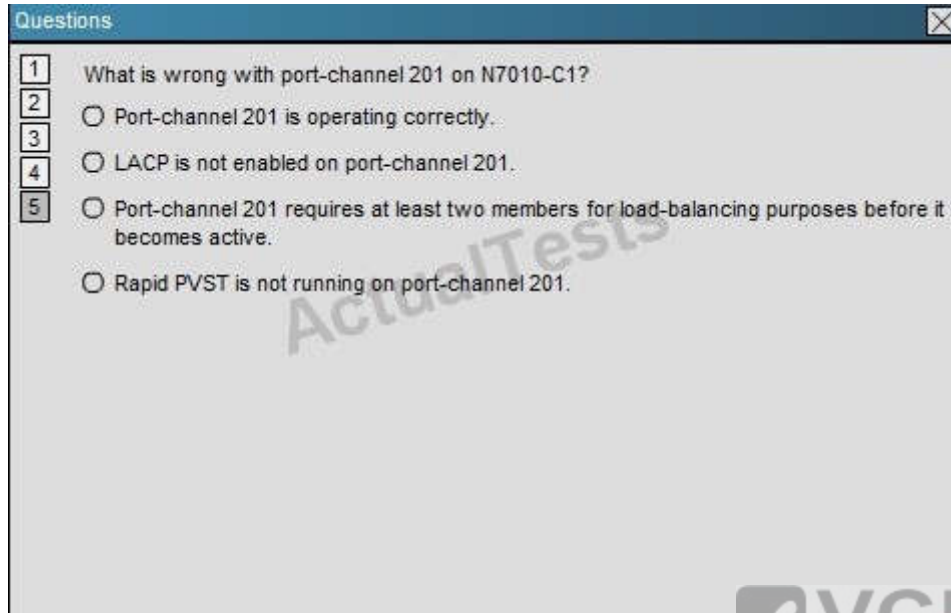 Questions
1
What is wrong with port-channel 201 on N7010-C1?
2
Port-channel 201 is operating correctly.
3
LACP is not enabled on port-channel 201.
4
5
Port-channel 201 requires at least two members for load-balancing purposes before it
becomes active.
Rapid PVST is not running on port-channel 201.
ActualTests